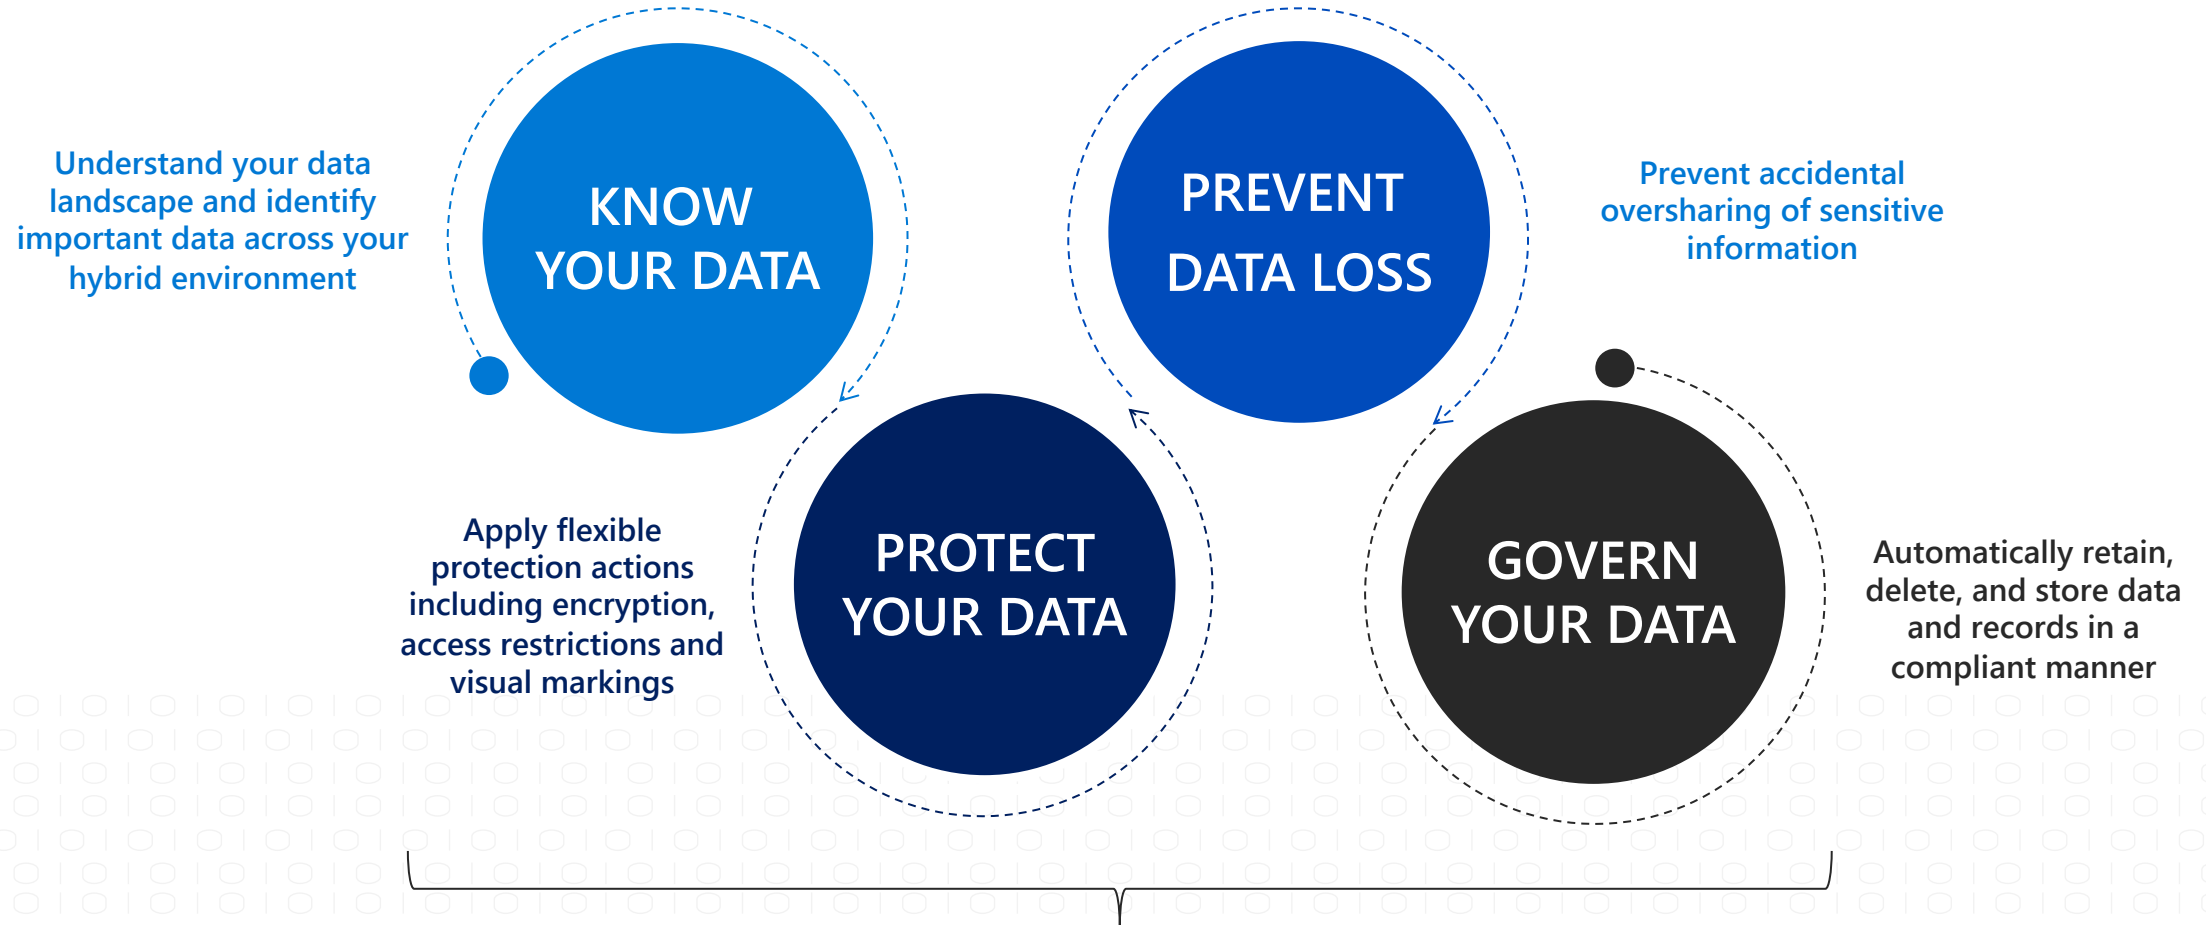 Understand your data
landscape and identify
important data across your
hybrid environment
KNOW
YOUR DATA
Apply flexible
protection actions
including encryption,
access restrictions and
visual markings
PROTECT
YOUR DATA
PREVENT
DATA LOSS
Prevent accidental
oversharing of sensitive
information
GOVERN
YOUR DATA
Automatically retain,
delete, and store data
and records in a
compliant manner